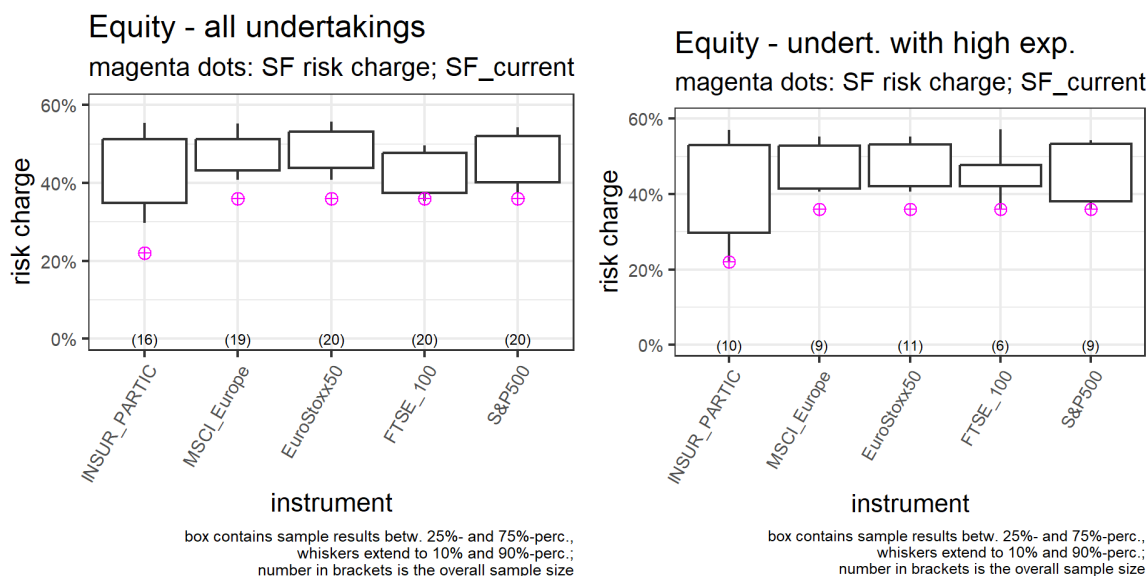 Equity - all undertakings
magenta dots: SF risk charge; SF_current
60%
40%
20%
0%
risk charge
(16)
(19)
(20)
(20)
(20)
INSUR_PARTIC
MSCI_Europe
EuroStoxx50
FTSE_100
S&P500
instrument
box contains sample results betw. 25%- and 75%-perc.,
whiskers extend to 10% and 90%-perc.;
number in brackets is the overall sample size
Equity - undert. with high exp.
magenta dots: SF risk charge; SF_current
60%
40%
20%
0%
risk charge
(10)
(9)
(11)
(6)
(9)
INSUR_PARTIC
MSCI_Europe
EuroStoxx50
FTSE_100
S&P500
instrument
box contains sample results betw. 25%- and 75%-perc.,
whiskers extend to 10% and 90%-perc.;
number in brackets is the overall sample size